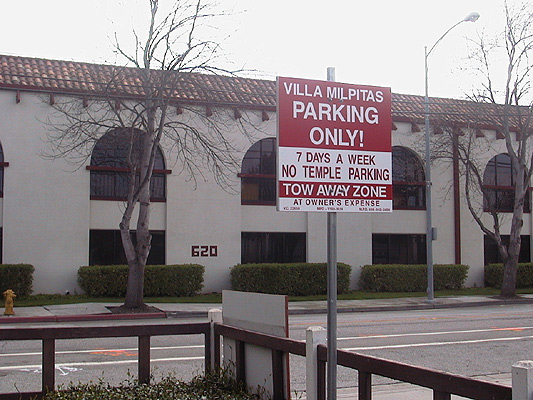 VILLA MILPITAS
PARKING
ONLY!
7 DAYS A WEEK
NO TEMPLE PARKING
TOW AWAY ZONE
AT OWNER'S EXPENSE
620